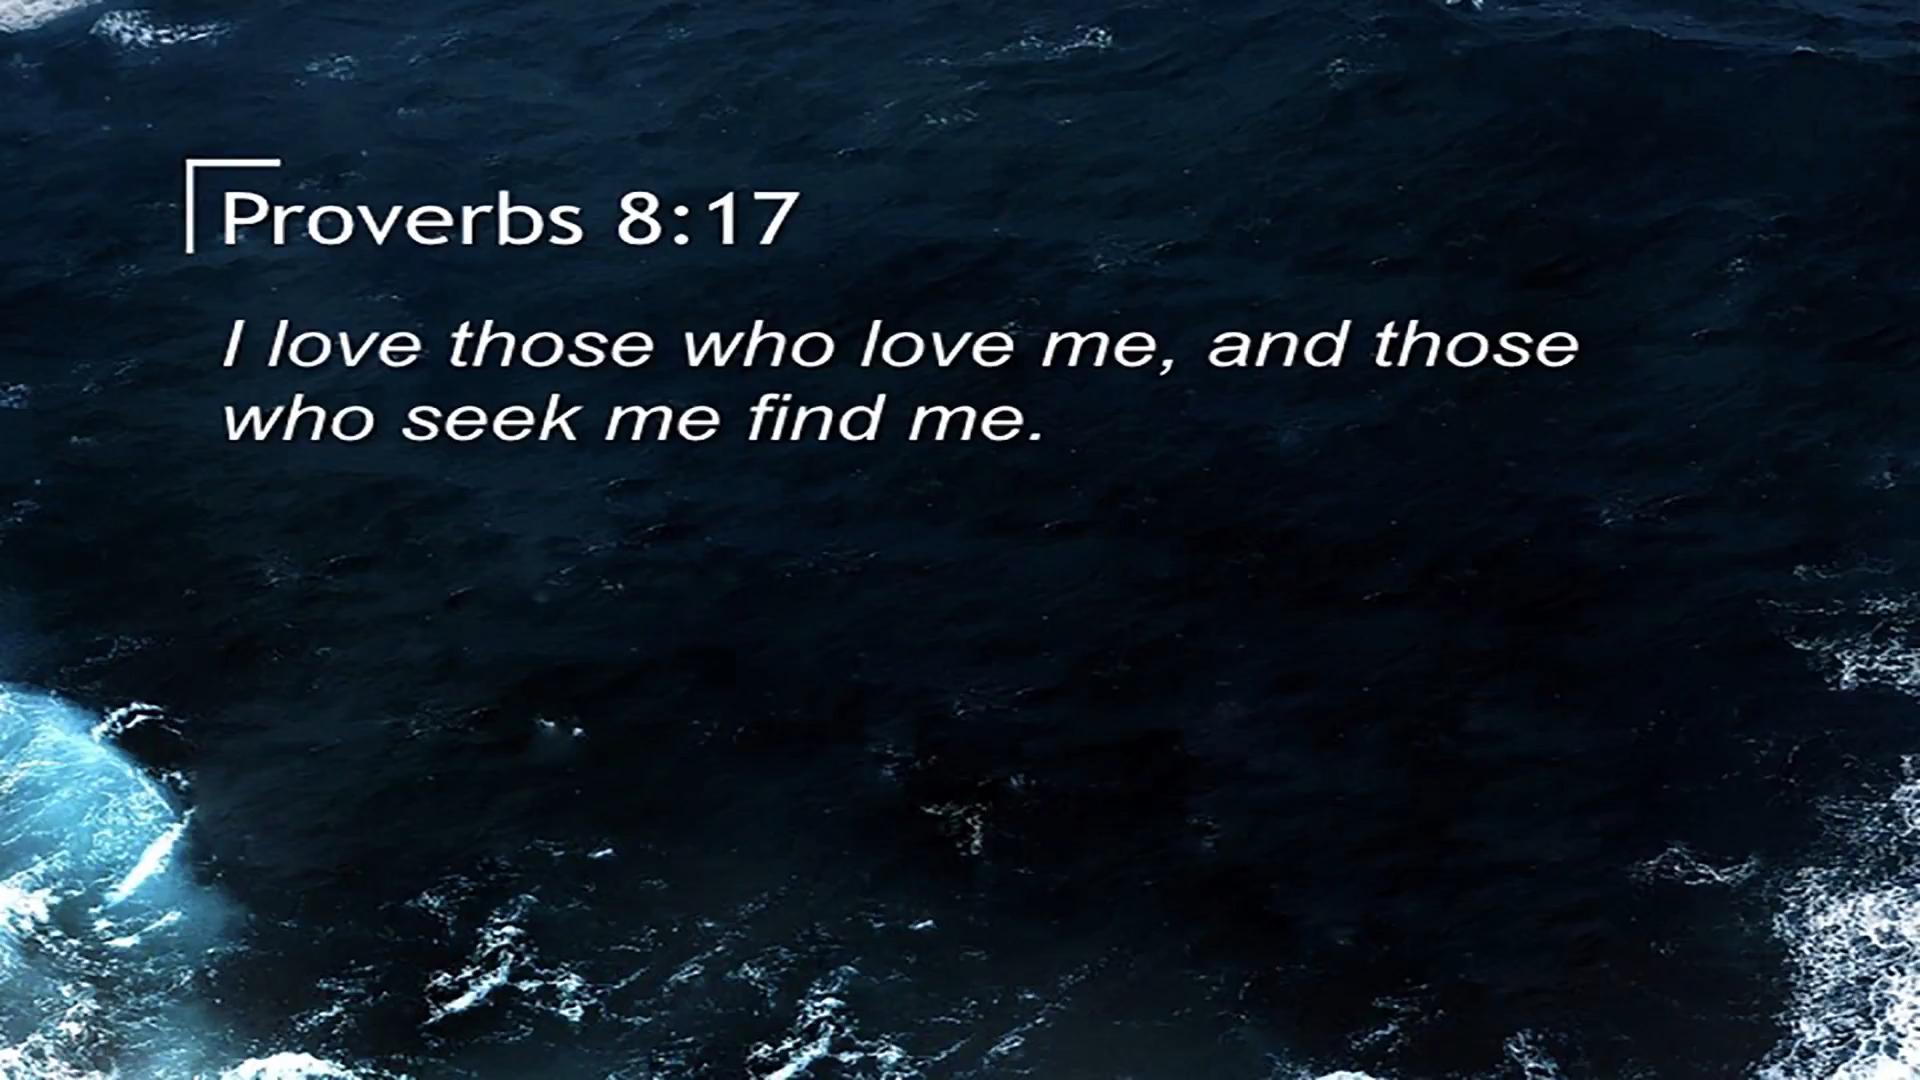 Proverbs 8:17
I love those who love me, and those
who seek me find me.